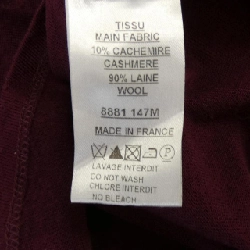 TISSU
MAIN FABRIC
10% CACHEMIRE
CASHMERE
90% LAINE
WOOL
8881 147M
MADE IN FRANCE
LAVAGE INTERDIT
DO NOT WASH
CHLORE INTERDIT
NO BLEACH